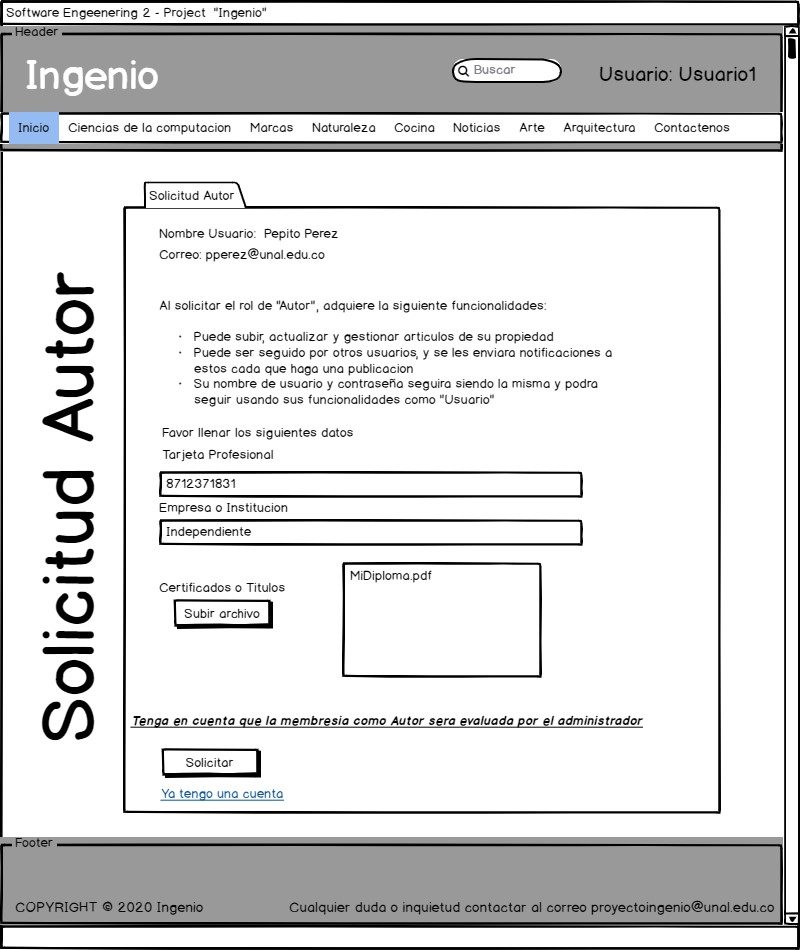 Software Engeenering 2 - Project "Ingenio"
Header
Ingenio
Buscar
Usuario: Usuario1
Inicio Ciencias de la computacion Marcas Naturaleza Cocina Noticias Arte Arquitectura Contactenos
Solicitud Autor
Solicitud Autor
Nombre Usuario: Pepito Perez
Correo: pperez@unal.edu.co
Al solicitar el rol de "Autor", adquiere la siguiente funcionalidades:
· Puede subir, actualizar y gestionar articulos de su propiedad
· Puede ser seguido por otros usuarios, y se les enviara notificaciones a
estos cada que haga una publicacion
· Su nombre de usuario y contraseña seguira siendo la misma y podra
seguir usando sus funcionalidades como "Usuario"
Favor llenar los siguientes datos
Tarjeta Profesional
8712371831
Empresa o Institucion
Independiente
Certificados o Titulos
Subir archivo
MiDiploma.pdf
Tenga en cuenta que la membresia como Autor sera evaluada por el administrador
Solicitar
Ya tengo una cuenta
Footer
COPYRIGHT © 2020 Ingenio
Cualquier duda o inquietud contactar al correo proyectoingenio@unal.edu.co